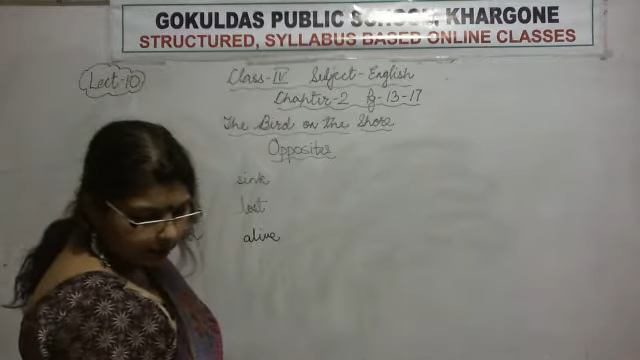 GOKULDAS PUBLIC SCHOOL, KHARGONE
STRUCTURED, SYLLABUS BASED ONLINE CLASSES
Lect-10
Class-IV Subject-English
Chapter-2 Pg-13-17
The Bird on the Shore
Opposites
sink
lost
alive